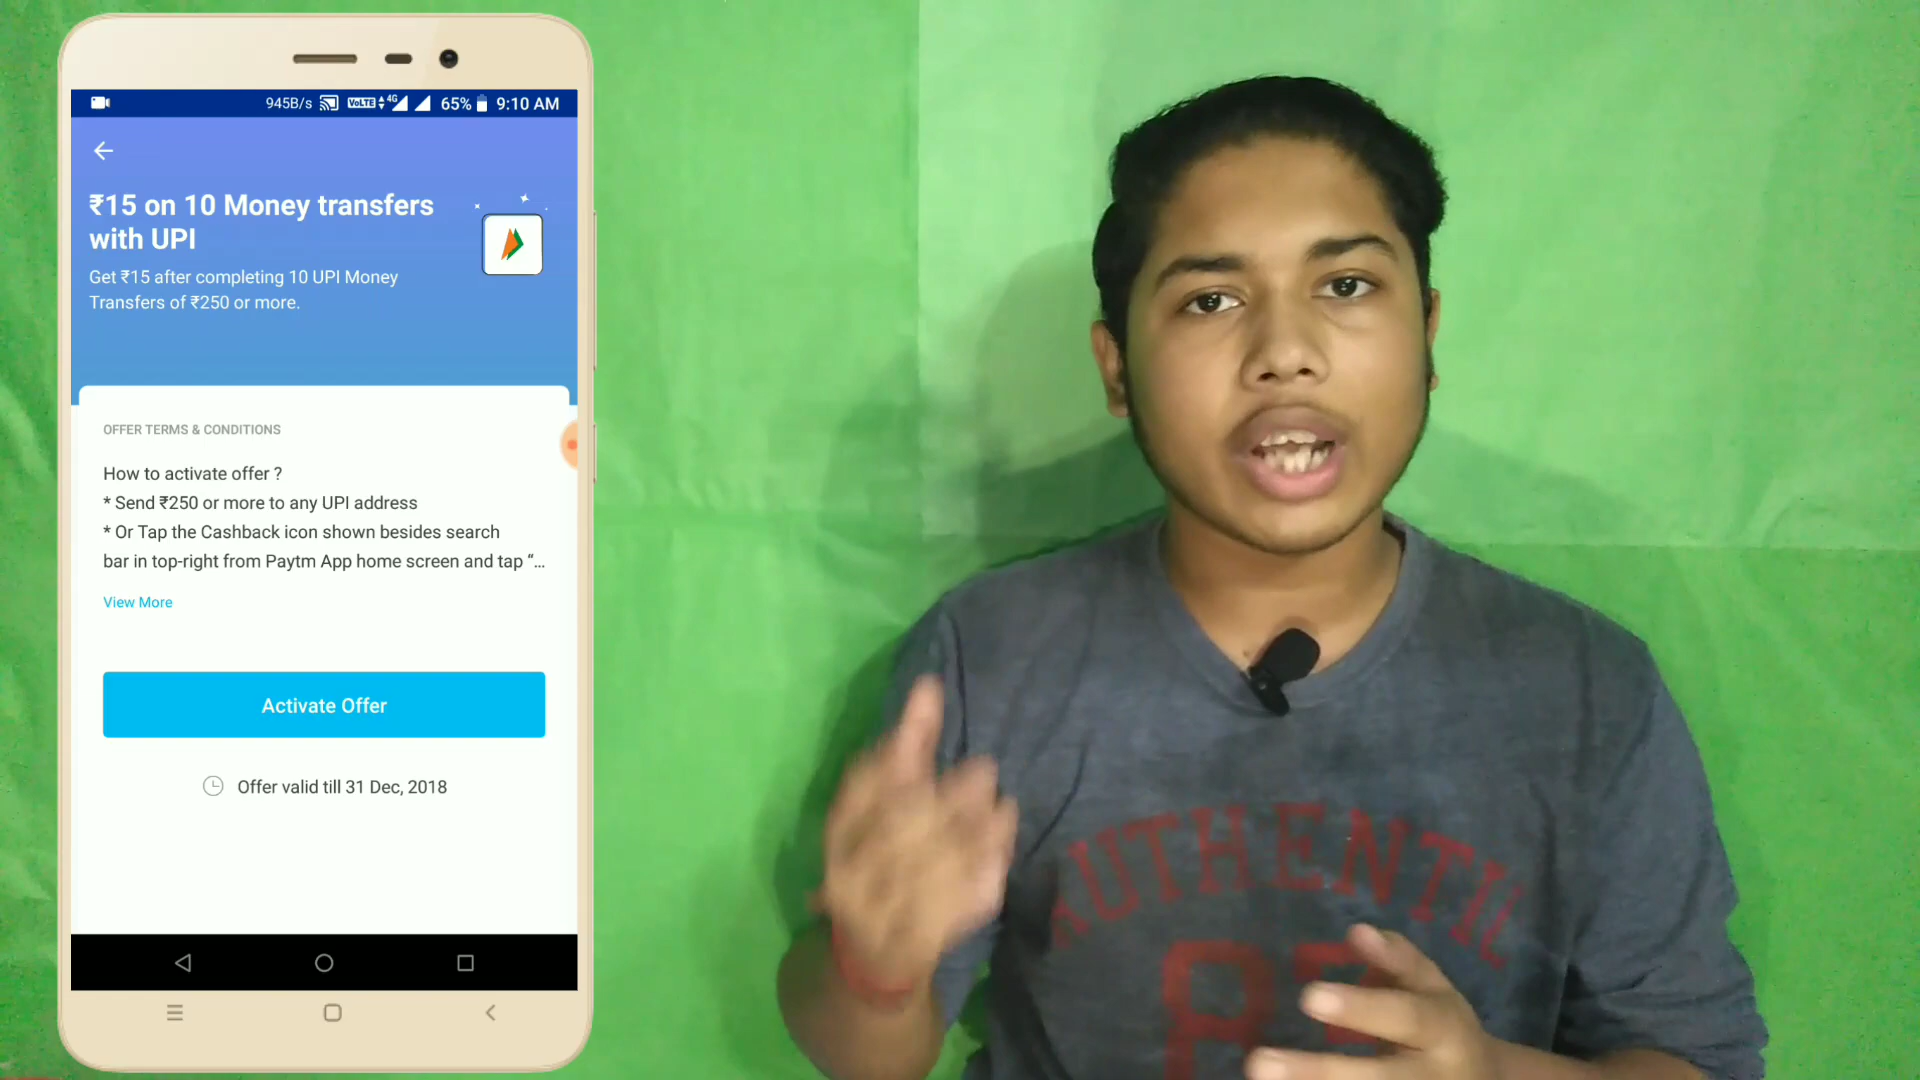 945B/s VoLTE 4G 65% 9:10 AM
₹15 on 10 Money transfers
with UPI
Get ₹15 after completing 10 UPI Money
Transfers of ₹250 or more.
OFFER TERMS & CONDITIONS
How to activate offer ?
* Send ₹250 or more to any UPI address
* Or Tap the Cashback icon shown besides search
bar in top-right from Paytm App home screen and tap “...
View More
Activate Offer
Offer valid till 31 Dec, 2018
AUTHENTIC